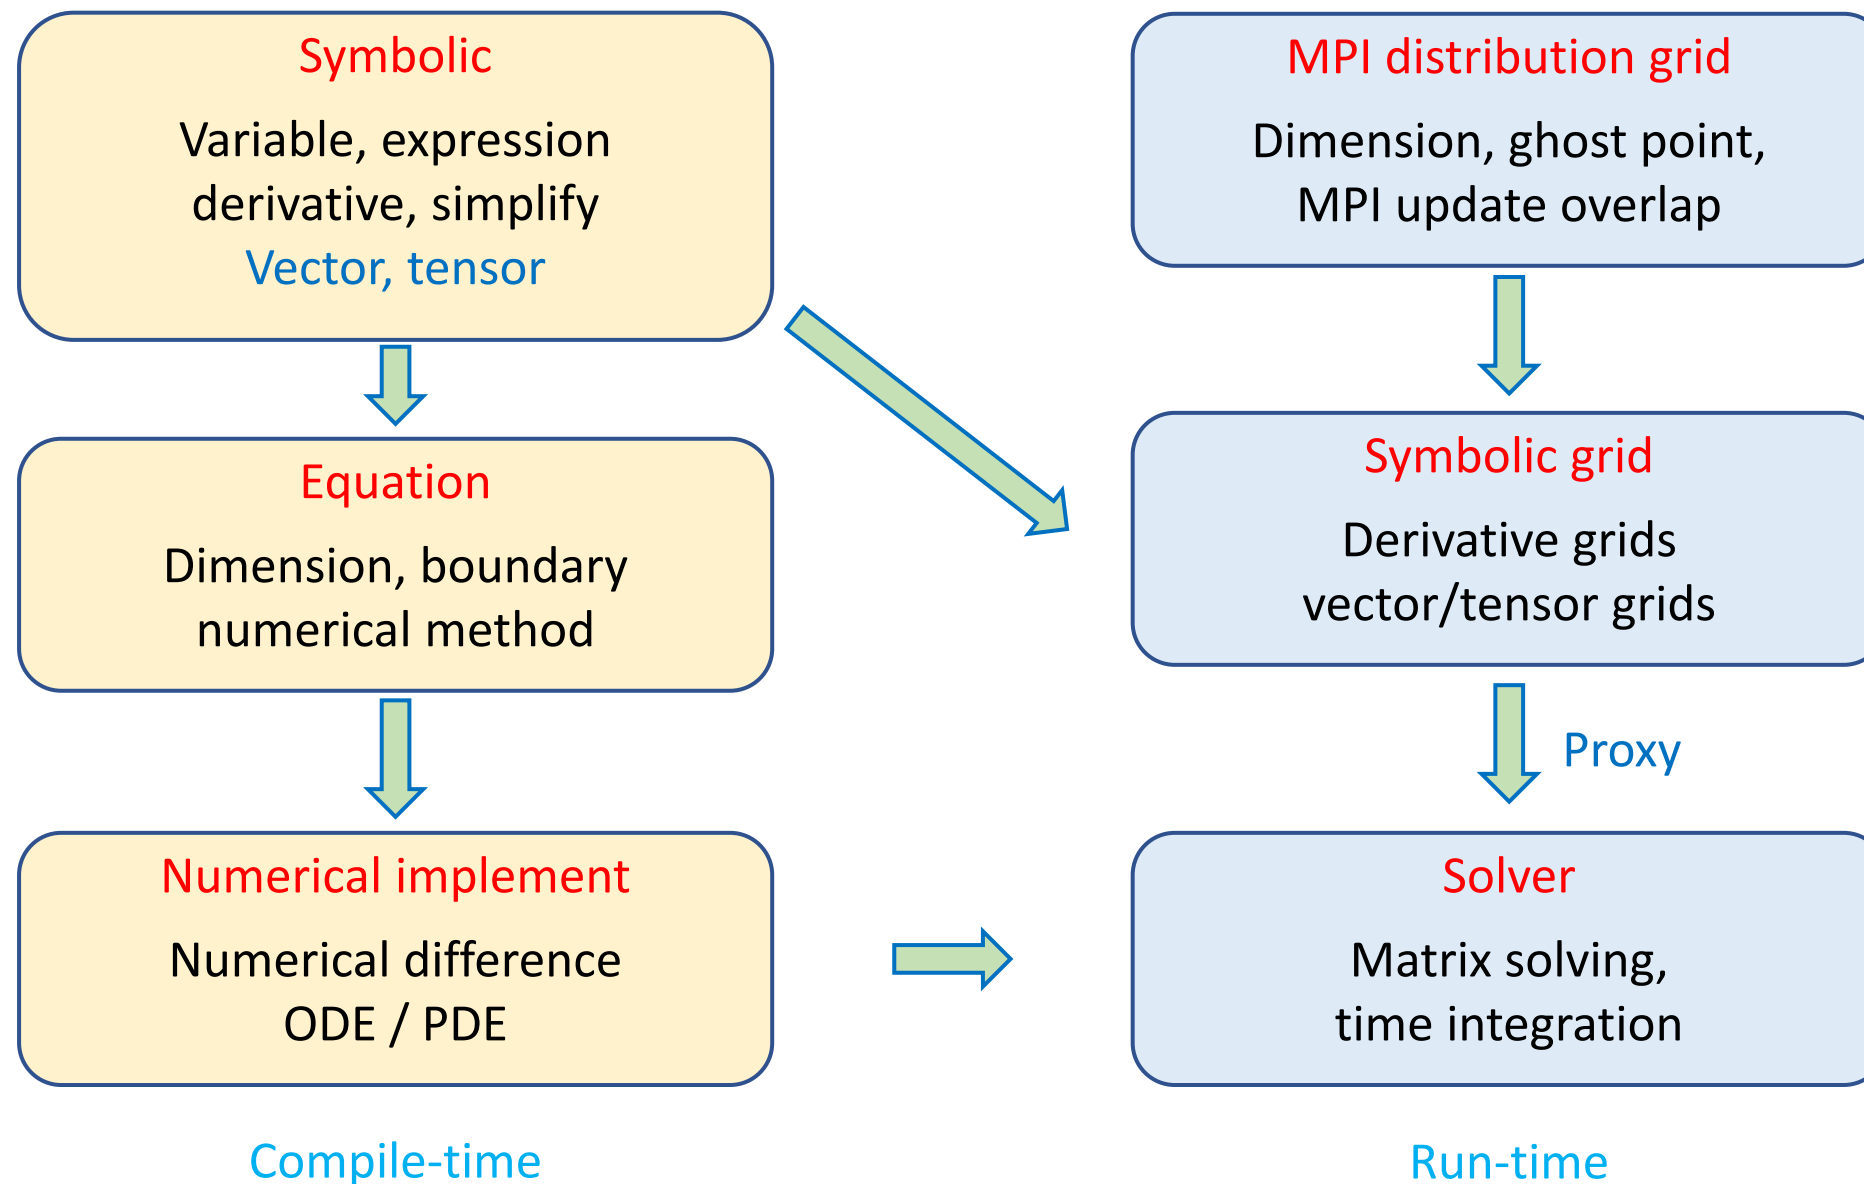 Symbolic
Variable, expression
derivative, simplify
Vector, tensor
Equation
Dimension, boundary
numerical method
Numerical implement
Numerical difference
ODE / PDE
Compile-time
MPI distribution grid
Dimension, ghost point,
MPI update overlap
Symbolic grid
Derivative grids
vector/tensor grids
Proxy
Solver
Matrix solving,
time integration
Run-time